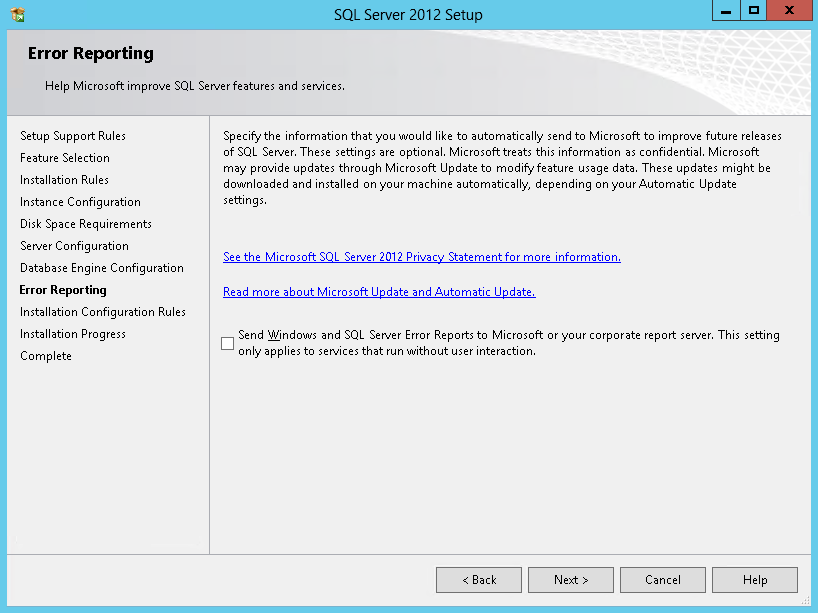 SQL Server 2012 Setup
Error Reporting
Help Microsoft improve SQL Server features and services.
Setup Support Rules
Feature Selection
Installation Rules
Instance Configuration
Disk Space Requirements
Server Configuration
Database Engine Configuration
Error Reporting
Installation Configuration Rules
Installation Progress
Complete
Specify the information that you would like to automatically send to Microsoft to improve future releases
of SQL Server. These settings are optional. Microsoft treats this information as confidential. Microsoft
may provide updates through Microsoft Update to modify feature usage data. These updates might be
downloaded and installed on your machine automatically, depending on your Automatic Update
settings.
See the Microsoft SQL Server 2012 Privacy Statement for more information.
Read more about Microsoft Update and Automatic Update.
Send Windows and SQL Server Error Reports to Microsoft or your corporate report server. This setting
only applies to services that run without user interaction.
< Back
Next >
Cancel
Help